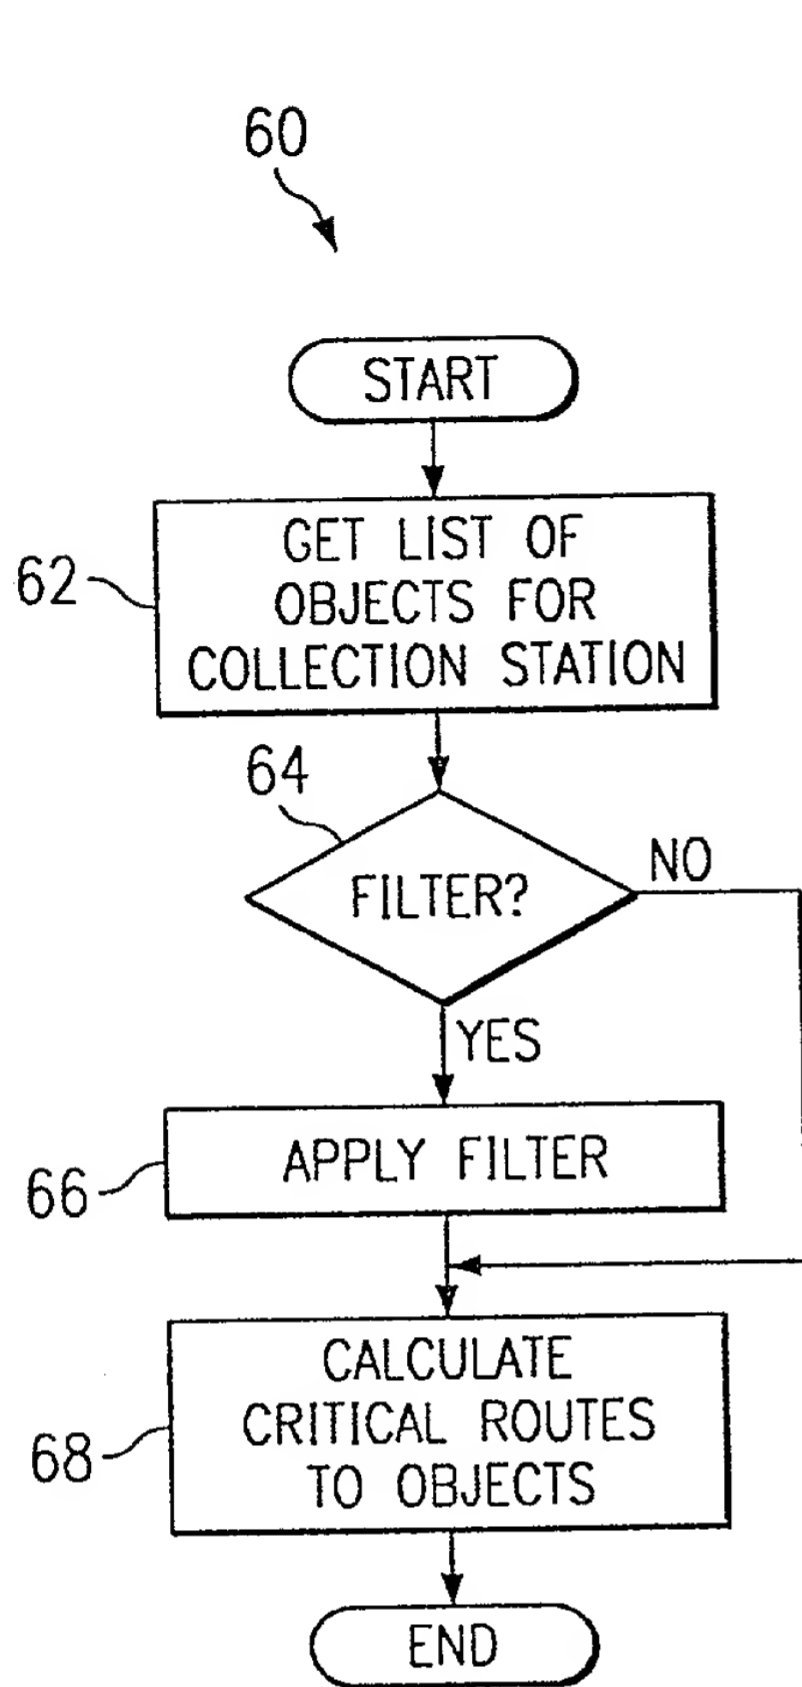 60
START
62
GET LIST OF
OBJECTS FOR
COLLECTION STATION
64
FILTER?
NO
YES
66
APPLY FILTER
68
CALCULATE
CRITICAL ROUTES
TO OBJECTS
END